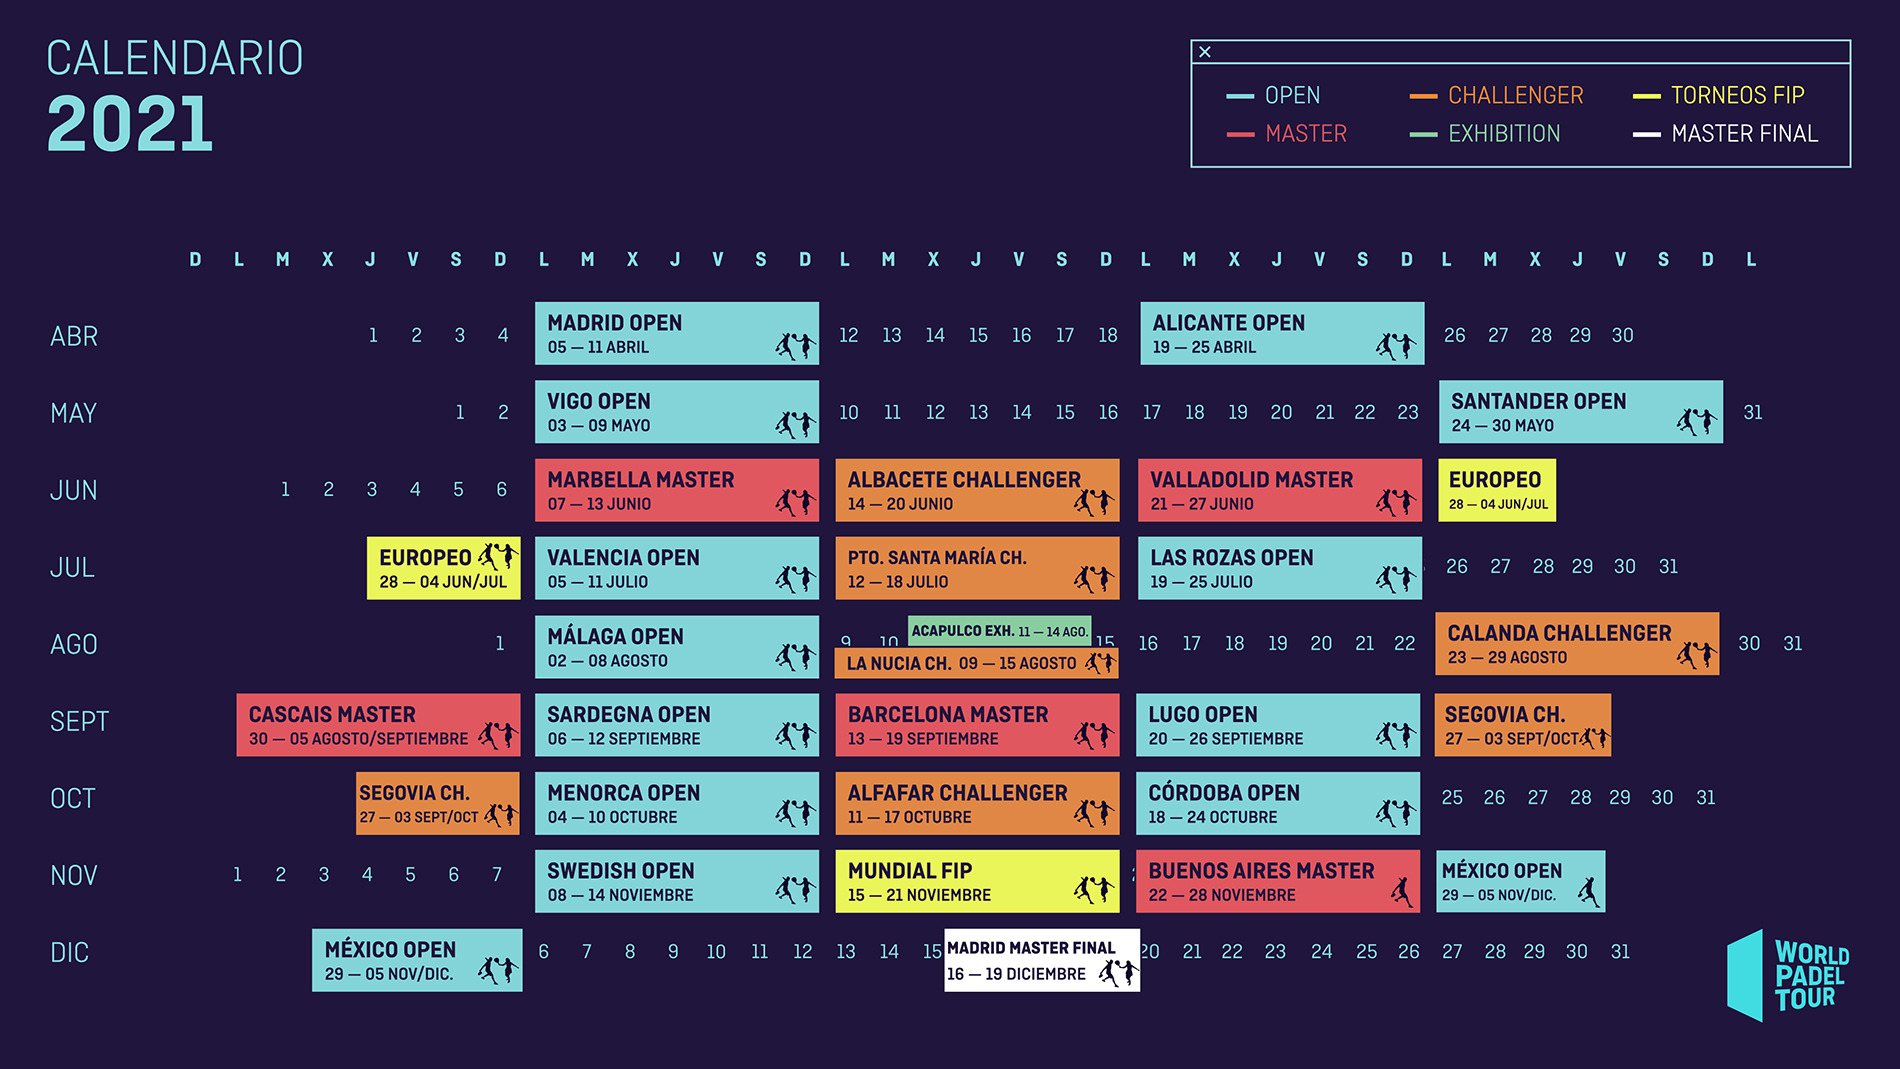 CALENDARIO
2021
OPEN CHALLENGER TORNEOS FIP
MASTER EXHIBITION MASTER FINAL
D L M X J V S D L M X J V S D L M X J V S D L M X J V S D L M X J V S D L
ABR 1 2 3 4 MADRID OPEN 12 13 14 15 16 17 18 ALICANTE OPEN 26 27 28 29 30
05 — 11 ABRIL 19 — 25 ABRIL
MAY 1 2 VIGO OPEN 10 11 12 13 14 15 16 17 18 19 20 21 22 23 SANTANDER OPEN 31
03 — 09 MAYO 24 — 30 MAYO
JUN 1 2 3 4 5 6 MARBELLA MASTER ALBACETE CHALLENGER VALLADOLID MASTER EUROPEO
07 — 13 JUNIO 14 — 20 JUNIO 21 — 27 JUNIO 28 — 04 JUN/JUL
JUL EUROPEO VALENCIA OPEN PTO. SANTA MARÍA CH. LAS ROZAS OPEN 26 27 28 29 30 31
28 — 04 JUN/JUL 05 — 11 JULIO 12 — 18 JULIO 19 — 25 JULIO
AGO 1 MÁLAGA OPEN 9 10 ACAPULCO EXH. 11 — 14 AGO. 15 16 17 18 19 20 21 22 CALANDA CHALLENGER 30 31
02 — 08 AGOSTO LA NUCIA CH. 09 — 15 AGOSTO 23 — 29 AGOSTO
SEPT CASCAIS MASTER SARDEGNA OPEN BARCELONA MASTER LUGO OPEN SEGOVIA CH.
30 — 05 AGOSTO/SEPTIEMBRE 06 — 12 SEPTIEMBRE 13 — 19 SEPTIEMBRE 20 — 26 SEPTIEMBRE 27 — 03 SEPT/OCT
OCT SEGOVIA CH. MENORCA OPEN ALFAFAR CHALLENGER CÓRDOBA OPEN 25 26 27 28 29 30 31
27 — 03 SEPT/OCT 04 — 10 OCTUBRE 11 — 17 OCTUBRE 18 — 24 OCTUBRE
NOV 1 2 3 4 5 6 7 SWEDISH OPEN MUNDIAL FIP BUENOS AIRES MASTER MÉXICO OPEN
08 — 14 NOVIEMBRE 15 — 21 NOVIEMBRE 22 — 28 NOVIEMBRE 29 — 05 NOV/DIC.
DIC MÉXICO OPEN 6 7 8 9 10 11 12 13 14 15 MADRID MASTER FINAL 20 21 22 23 24 25 26 27 28 29 30 31
29 — 05 NOV/DIC. 16 — 19 DICIEMBRE
WORLD
PADEL
TOUR